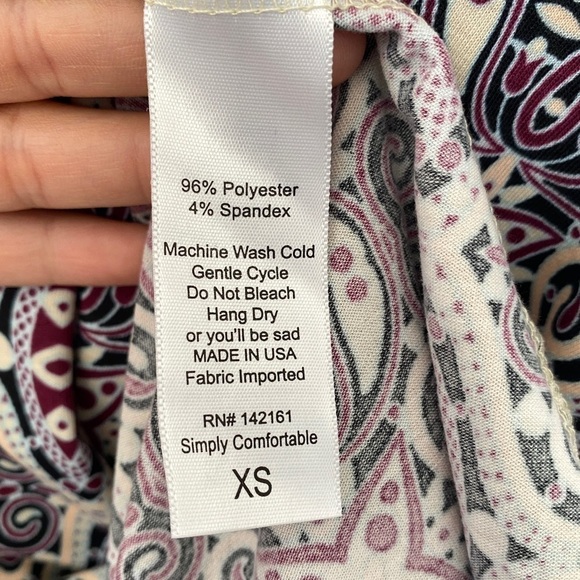 96% Polyester
4% Spandex
Machine Wash Cold
Gentle Cycle
Do Not Bleach
Hang Dry
or you'll be sad
MADE IN USA
Fabric Imported
RN# 142161
Simply Comfortable
XS